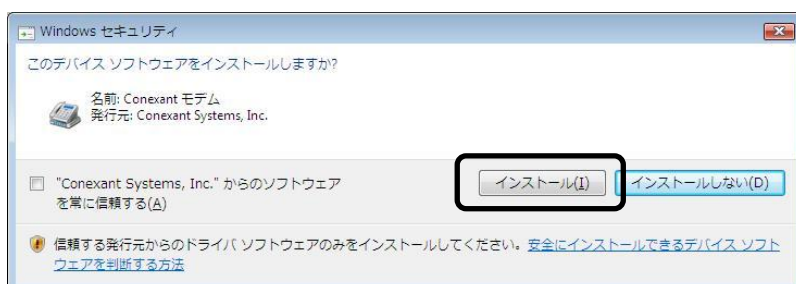 Windows セキュリティ
このデバイス ソフトウェアをインストールしますか?
名前: Conexant モデム
発行元: Conexant Systems, Inc.
"Conexant Systems, Inc." からのソフトウェア
を常に信頼する(A)
インストール(I)
インストールしない(D)
信頼する発行元からのドライバ ソフトウェアのみをインストールしてください。安全にインストールできるデバイス ソフト
ウェアを判断する方法